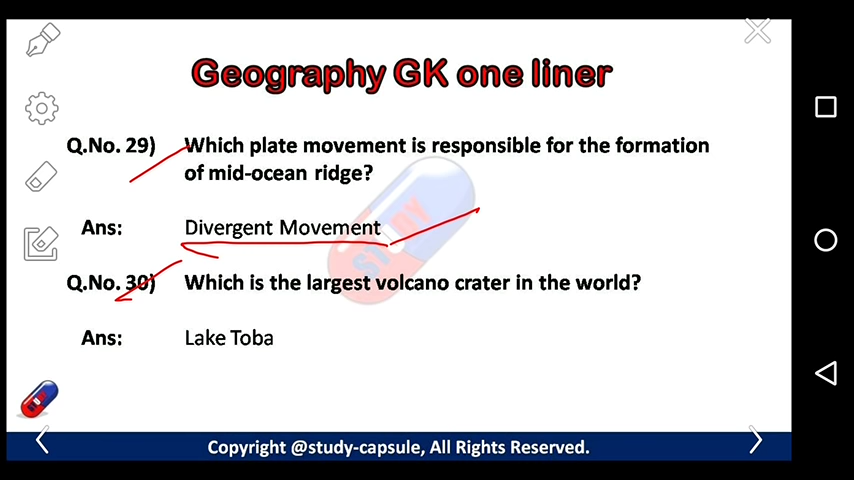 Geography GK one liner
Q.No. 29) Which plate movement is responsible for the formation
of mid-ocean ridge?
Ans: Divergent Movement
STUDY
Q.No. 30) Which is the largest volcano crater in the world?
Ans: Lake Toba
Copyright @study-capsule, All Rights Reserved.